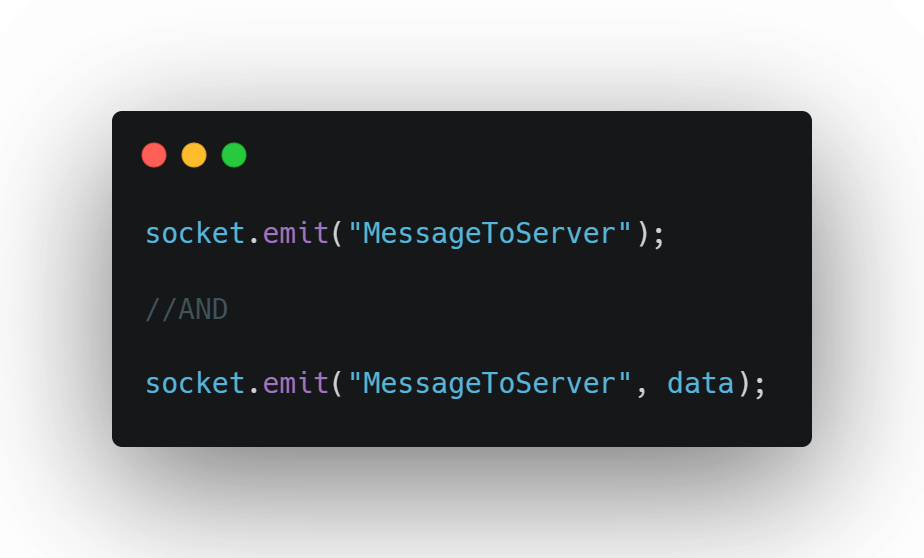 socket.emit("MessageToServer");
//AND
socket.emit("MessageToServer", data);